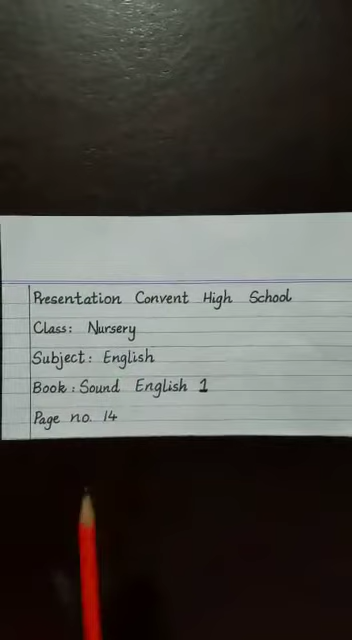 Presentation Convent High School
Class: Nursery
Subject: English
Book: Sound English 1
Page no. 14